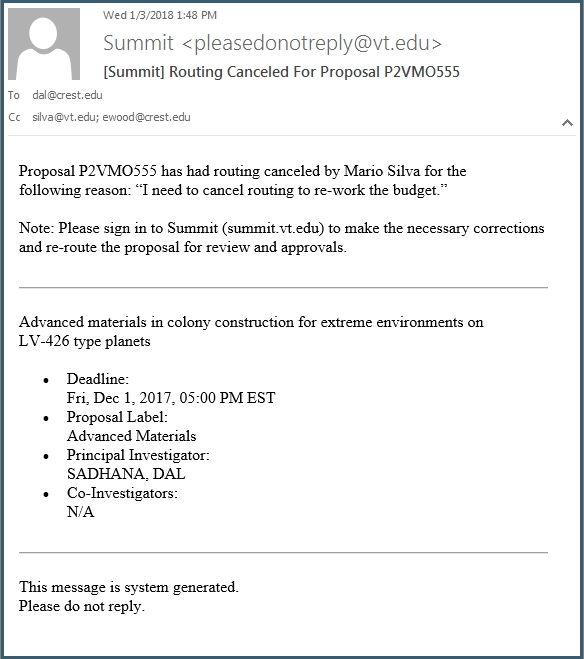 Wed 1/3/2018 1:48 PM
Summit <pleasedonotreply@vt.edu>
[Summit] Routing Canceled For Proposal P2VMO555
To dal@crest.edu
Cc silva@vt.edu; ewood@crest.edu
Proposal P2VMO555 has had routing canceled by Mario Silva for the
following reason: “I need to cancel routing to re-work the budget.”
Note: Please sign in to Summit (summit.vt.edu) to make the necessary corrections
and re-route the proposal for review and approvals.
Advanced materials in colony construction for extreme environments on
LV-426 type planets
• Deadline:
Fri, Dec 1, 2017, 05:00 PM EST
• Proposal Label:
Advanced Materials
• Principal Investigator:
SADHANA, DAL
• Co-Investigators:
N/A
This message is system generated.
Please do not reply.